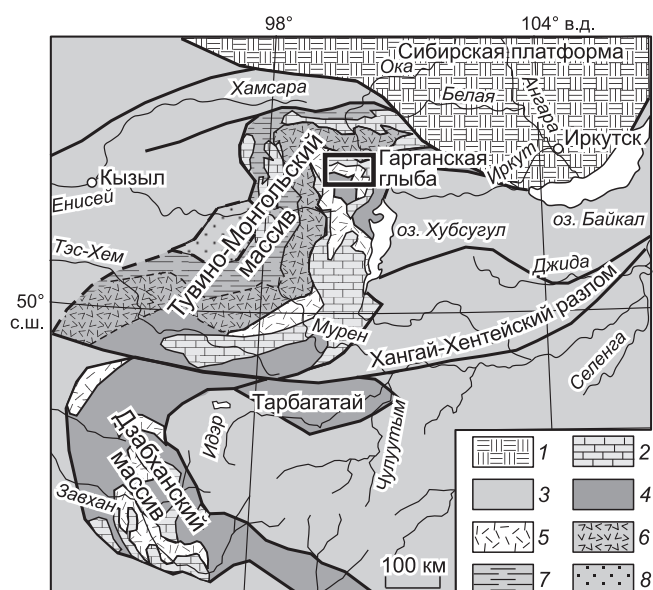 98°
104° в.д.
Сибирская платформа
Ока
Хамсара
Белая
Ангара
Иркутск
Иркут
Гарганская
глыба
Кызыл
Енисей
Тувино-Монгольский
массив
оз. Хубсугул
оз. Байкал
Тэс-Хем
Джида
50°
с.ш.
Мурен
Хангай-Хентейский разлом
Селенга
Тарбагатай
Идэр
Чулуутым
Дзабханский
массив
Завхан
100 км
1
2
3
4
5
6
7
8